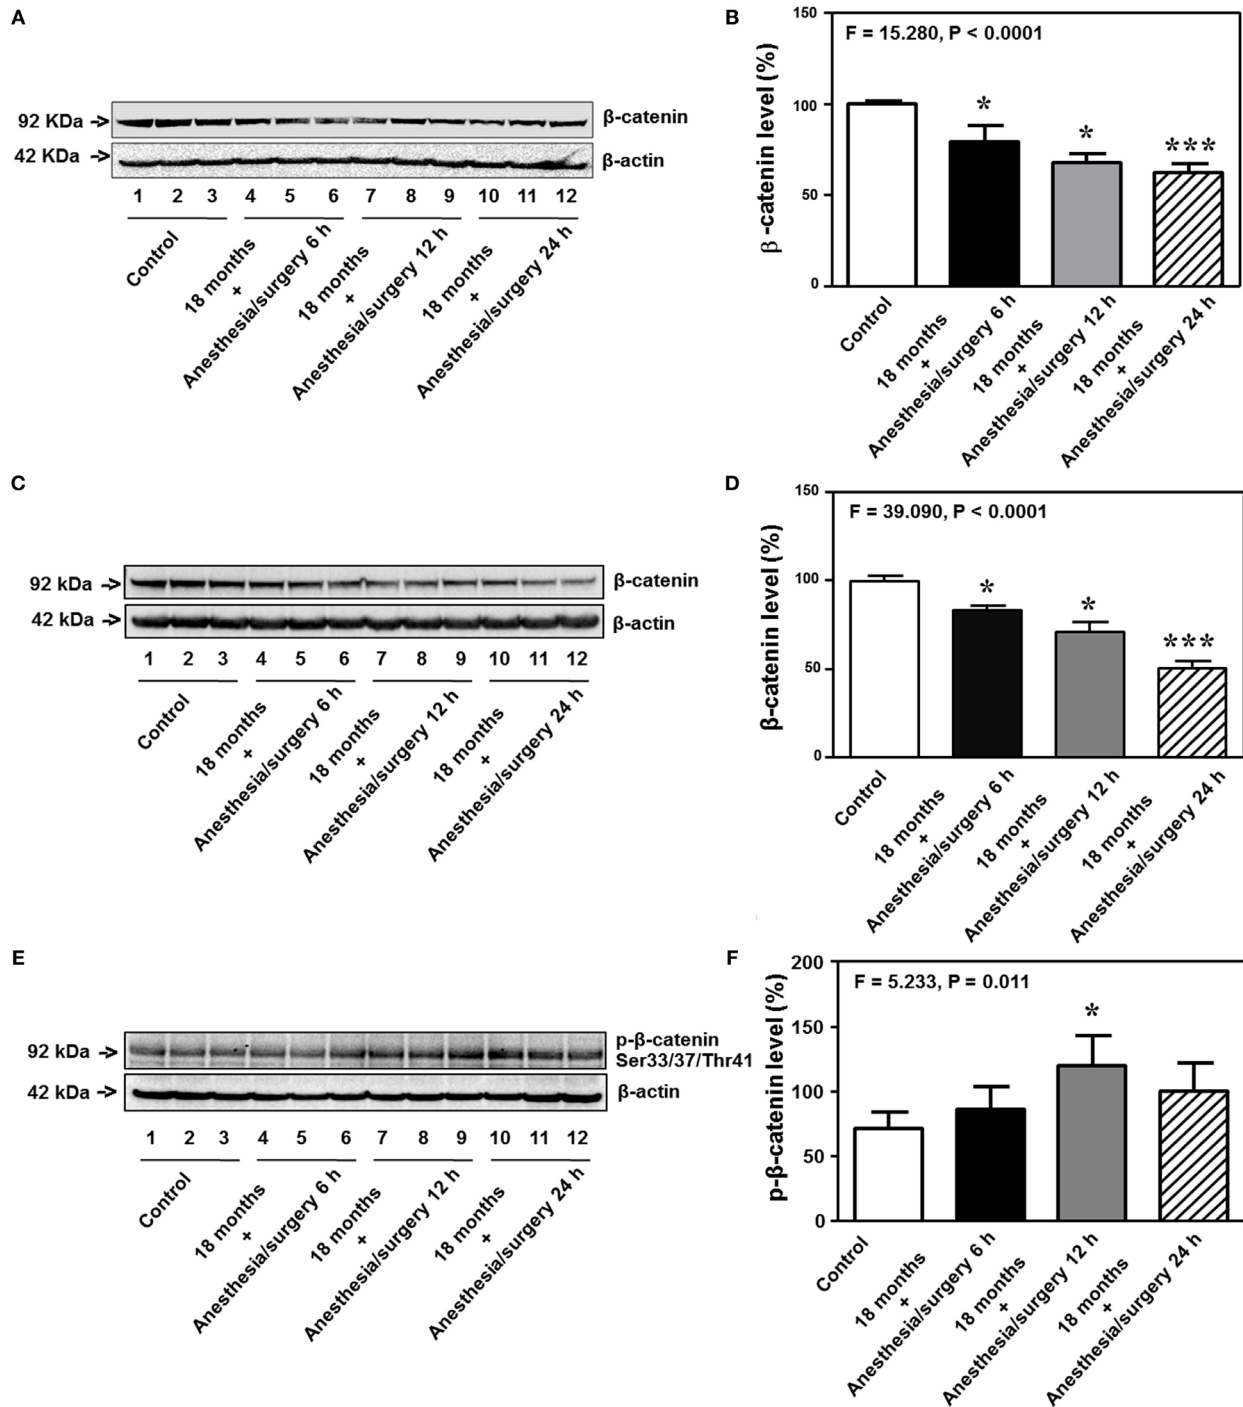 A
92 KDa
β-catenin
42 KDa
β-actin
1 2 3 4 5 6 7 8 9 10 11 12
Control
18 months
+
Anesthesia/surgery 6 h
18 months
+
Anesthesia/surgery 12 h
18 months
+
Anesthesia/surgery 24 h
B
β -catenin level (%)
150
100
50
0
F = 15.280, P < 0.0001
*
*
***
Control
18 months
+
Anesthesia/surgery 6 h
18 months
+
Anesthesia/surgery 12 h
18 months
+
Anesthesia/surgery 24 h
C
92 kDa
β-catenin
42 kDa
β-actin
1 2 3 4 5 6 7 8 9 10 11 12
Control
18 months
+
Anesthesia/surgery 6 h
18 months
+
Anesthesia/surgery 12 h
18 months
+
Anesthesia/surgery 24 h
D
β-catenin level (%)
150
100
50
0
F = 39.090, P < 0.0001
*
*
***
Control
18 months
+
Anesthesia/surgery 6 h
18 months
+
Anesthesia/surgery 12 h
18 months
+
Anesthesia/surgery 24 h
E
92 kDa
p-β-catenin
Ser33/37/Thr41
42 kDa
β-actin
1 2 3 4 5 6 7 8 9 10 11 12
Control
18 months
+
Anesthesia/surgery 6 h
18 months
+
Anesthesia/surgery 12 h
18 months
+
Anesthesia/surgery 24 h
F
p-β-catenin level (%)
200
150
100
50
0
F = 5.233, P = 0.011
*
Control
18 months
+
Anesthesia/surgery 6 h
18 months
+
Anesthesia/surgery 12 h
18 months
+
Anesthesia/surgery 24 h